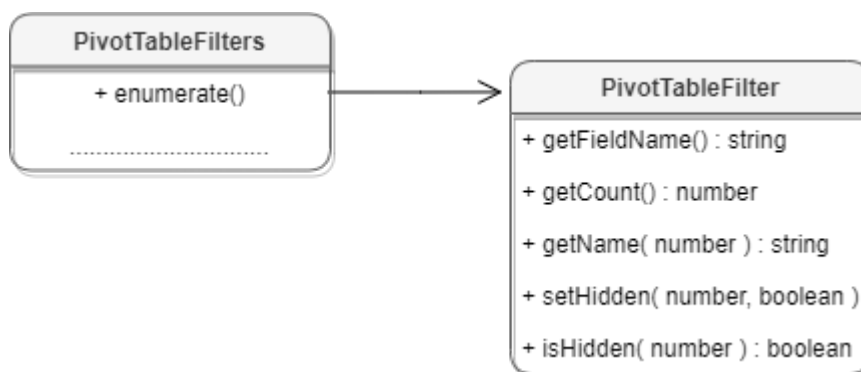 PivotTableFilters
+ enumerate()
PivotTableFilter
+ getFieldName() : string
+ getCount() : number
+ getName( number ) : string
+ setHidden( number, boolean )
+ isHidden( number ) : boolean